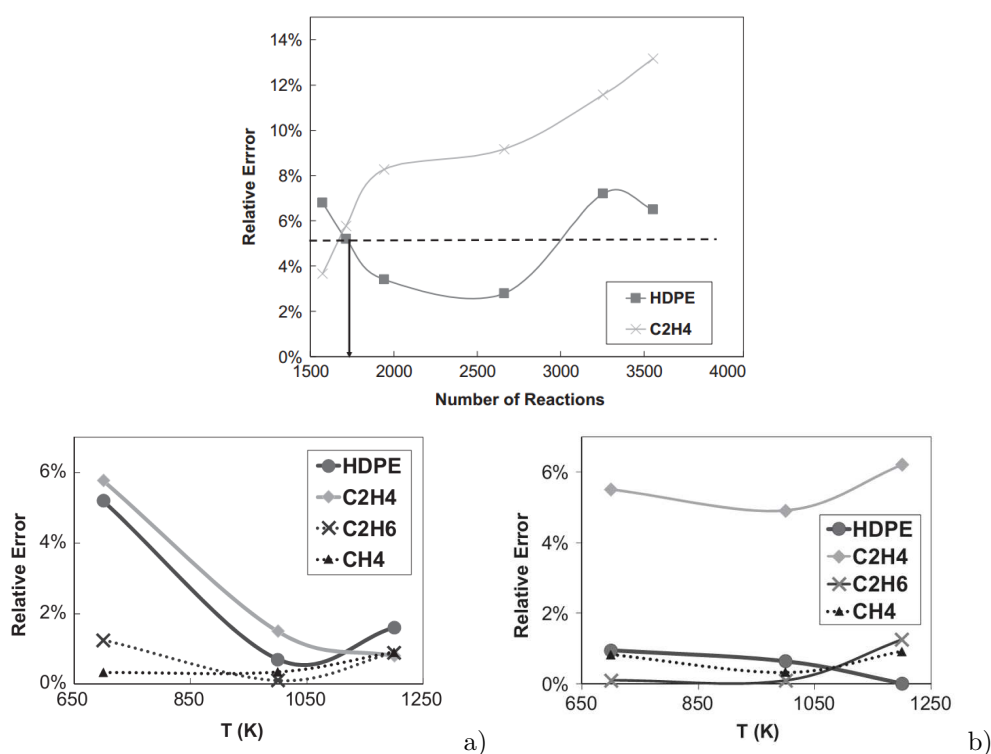 14%
12%
10%
8%
6%
4%
2%
0%
Relative Errror
1500 2000 2500 3000 3500 4000
Number of Reactions
HDPE
C2H4
6%
4%
2%
0%
Relative Error
650 850 1050 1250
T (K)
HDPE
C2H4
C2H6
CH4
a)
6%
4%
2%
0%
Relative Error
650 850 1050 1250
T (K)
HDPE
C2H4
C2H6
CH4
b)